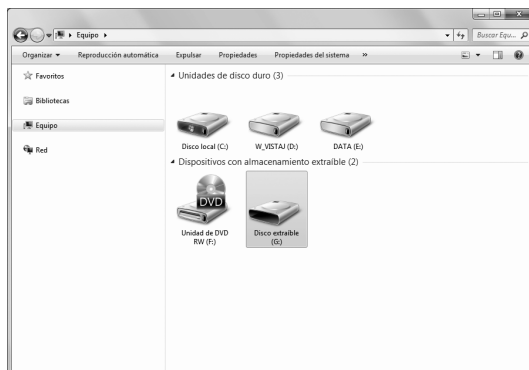 Equipo
Buscar Equ...
Organizar Reproducción automática Expulsar Propiedades Propiedades del sistema »
Favoritos
Bibliotecas
Equipo
Red
Unidades de disco duro (3)
Disco local (C:) W_VISTAJ (D:) DATA (E:)
Dispositivos con almacenamiento extraíble (2)
DVD
Unidad de DVD
RW (F:)
Disco extraíble
(G:)